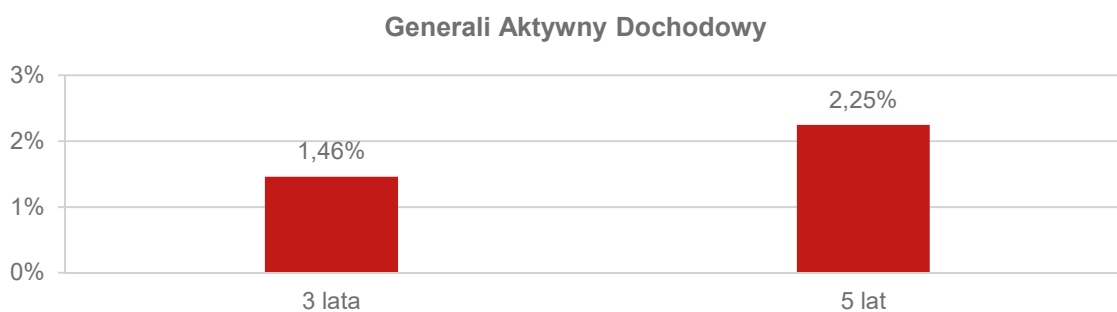 Generali Aktywny Dochodowy
3%
2,25%
2%
1,46%
1%
0%
3 lata
5 lat